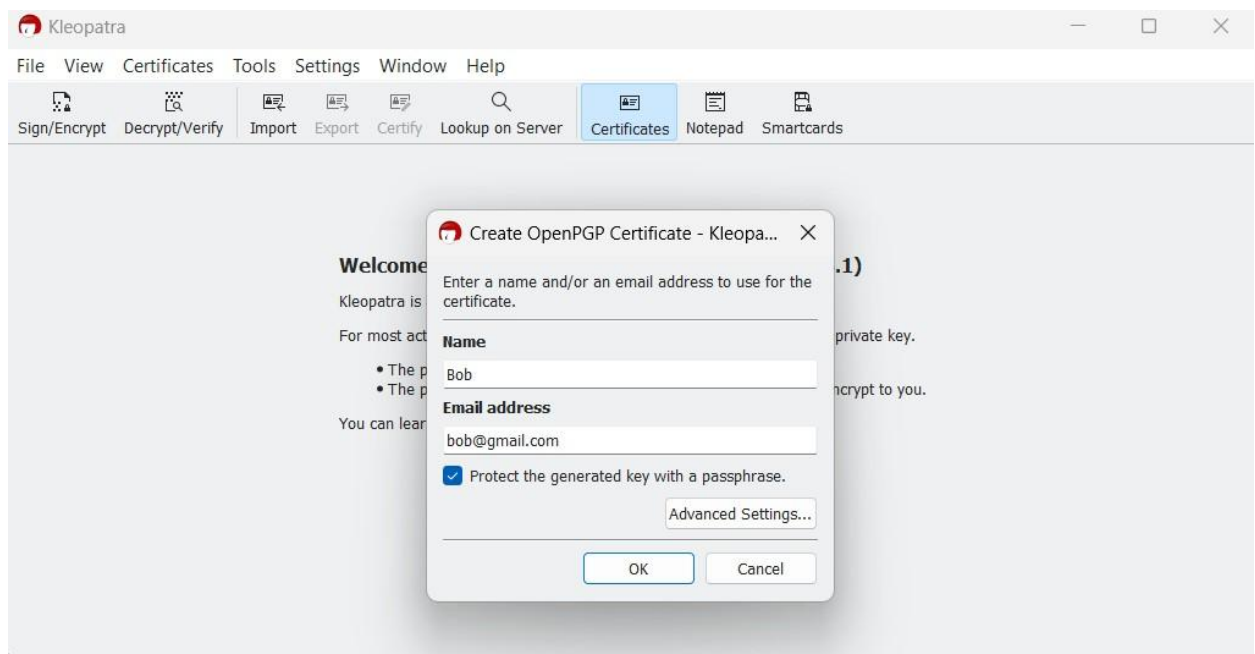 Kleopatra
File View Certificates Tools Settings Window Help
Sign/Encrypt Decrypt/Verify Import Export Certify Lookup on Server Certificates Notepad Smartcards
Create OpenPGP Certificate - Kleopa...
Welcome
.1)
Enter a name and/or an email address to use for the
certificate.
Kleopatra is
For most act
private key.
Name
• The p
Bob
• The p
ncrypt to you.
Email address
You can lear
bob@gmail.com
Protect the generated key with a passphrase.
Advanced Settings...
OK Cancel